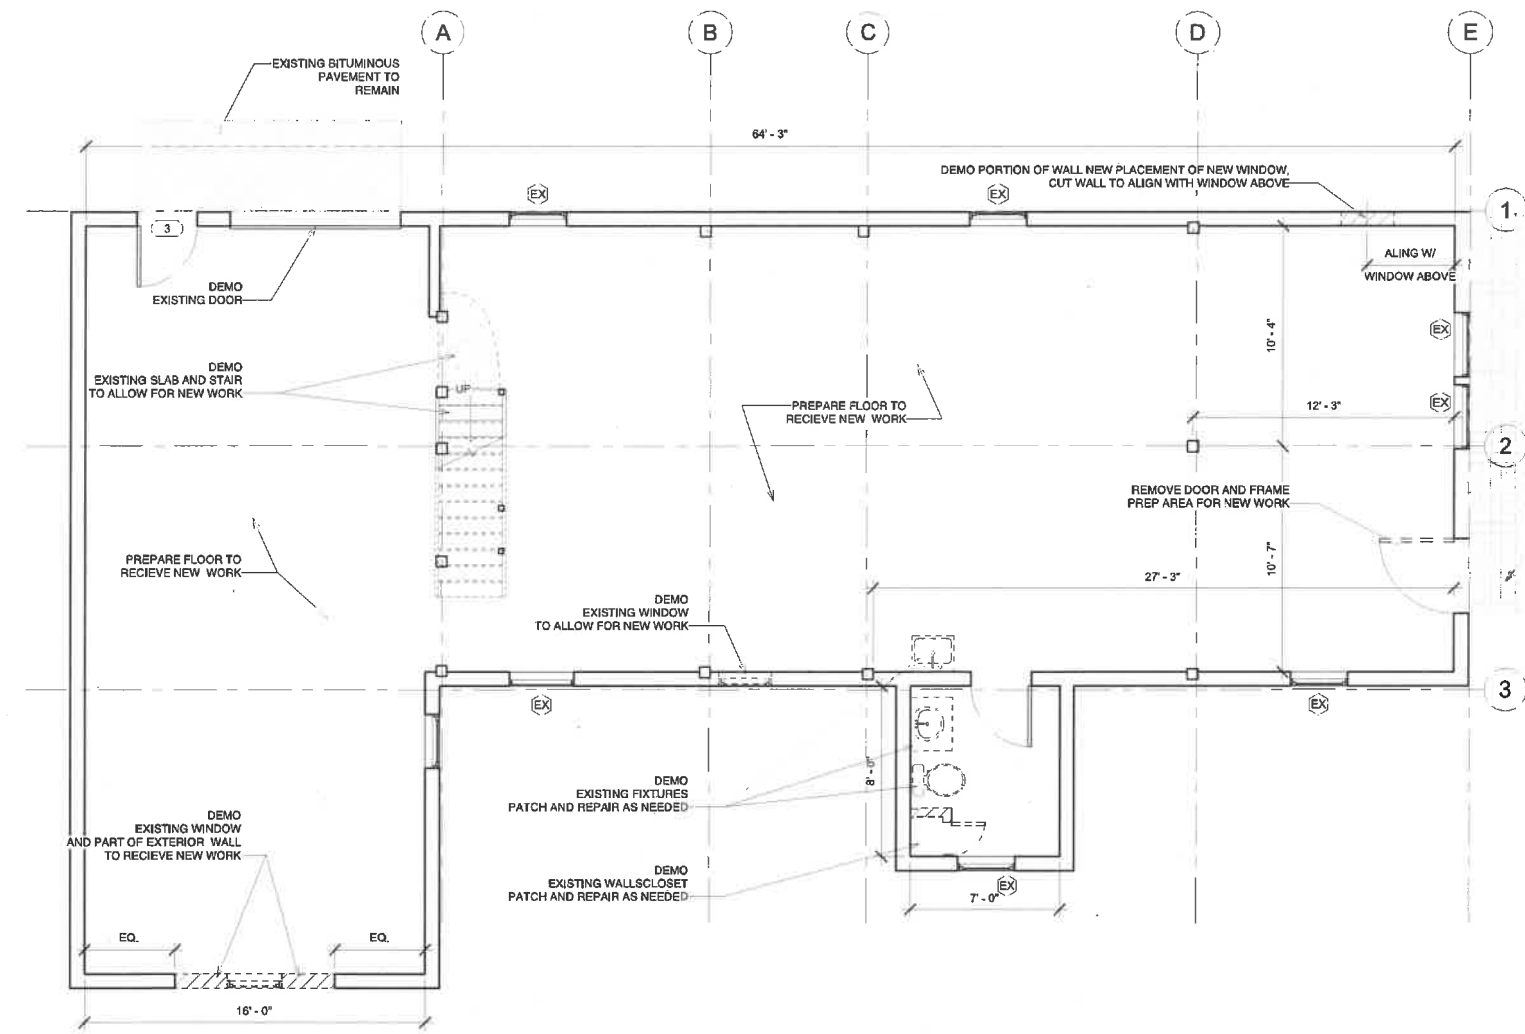 A
B
C
D
E
EXISTING BITUMINOUS
PAVEMENT TO
REMAIN
64' - 3"
DEMO PORTION OF WALL NEW PLACEMENT OF NEW WINDOW,
CUT WALL TO ALIGN WITH WINDOW ABOVE
EX
EX
1
3
ALING W/
WINDOW ABOVE
DEMO
EXISTING DOOR
EX
10' - 4"
DEMO
EXISTING SLAB AND STAIR
TO ALLOW FOR NEW WORK
UP
PREPARE FLOOR TO
RECIEVE NEW WORK
12' - 3"
EX
2
REMOVE DOOR AND FRAME
PREP AREA FOR NEW WORK
PREPARE FLOOR TO
RECIEVE NEW WORK
10' - 7"
27' - 3"
DEMO
EXISTING WINDOW
TO ALLOW FOR NEW WORK
3
EX
EX
DEMO
EXISTING FIXTURES
PATCH AND REPAIR AS NEEDED
DEMO
EXISTING WINDOW
AND PART OF EXTERIOR WALL
TO RECIEVE NEW WORK
DEMO
EXISTING WALLSCLOSET
PATCH AND REPAIR AS NEEDED
EX
7' - 0"
EQ.
EQ.
16' - 0"